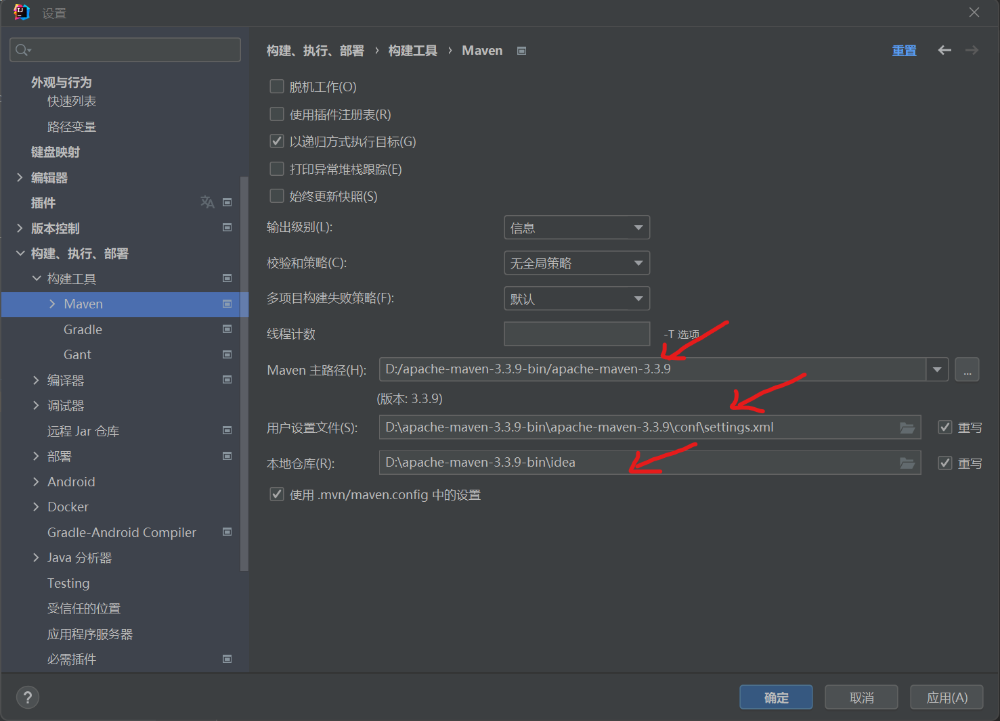 设置
外观与行为
快速列表
路径变量
键盘映射
编辑器
插件
版本控制
构建、执行、部署
构建工具
Maven
Gradle
Gant
编译器
调试器
远程 Jar 仓库
部署
Android
Docker
Gradle-Android Compiler
Java 分析器
Testing
受信任的位置
应用程序服务器
必需插件
构建、执行、部署 › 构建工具 › Maven
重置
脱机工作(O)
使用插件注册表(R)
以递归方式执行目标(G)
打印异常堆栈跟踪(E)
始终更新快照(S)
输出级别(L): 信息
校验和策略(C): 无全局策略
多项目构建失败策略(F): 默认
线程计数 -T 选项
Maven 主路径(H): D:/apache-maven-3.3.9-bin/apache-maven-3.3.9 ...
(版本: 3.3.9)
用户设置文件(S): D:\apache-maven-3.3.9-bin\apache-maven-3.3.9\conf\settings.xml 重写
本地仓库(R): D:\apache-maven-3.3.9-bin\idea 重写
使用 .mvn/maven.config 中的设置
? 确定 取消 应用(A)